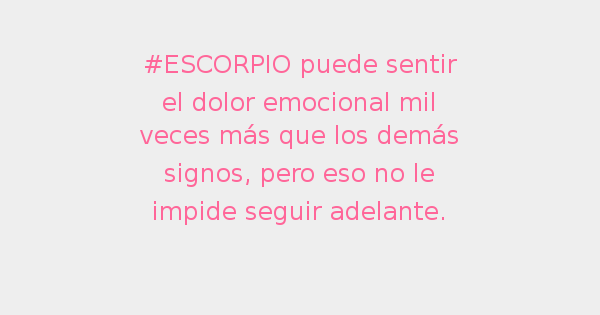 #ESCORPIO puede sentir
el dolor emocional mil
veces más que los demás
signos, pero eso no le
impide seguir adelante.